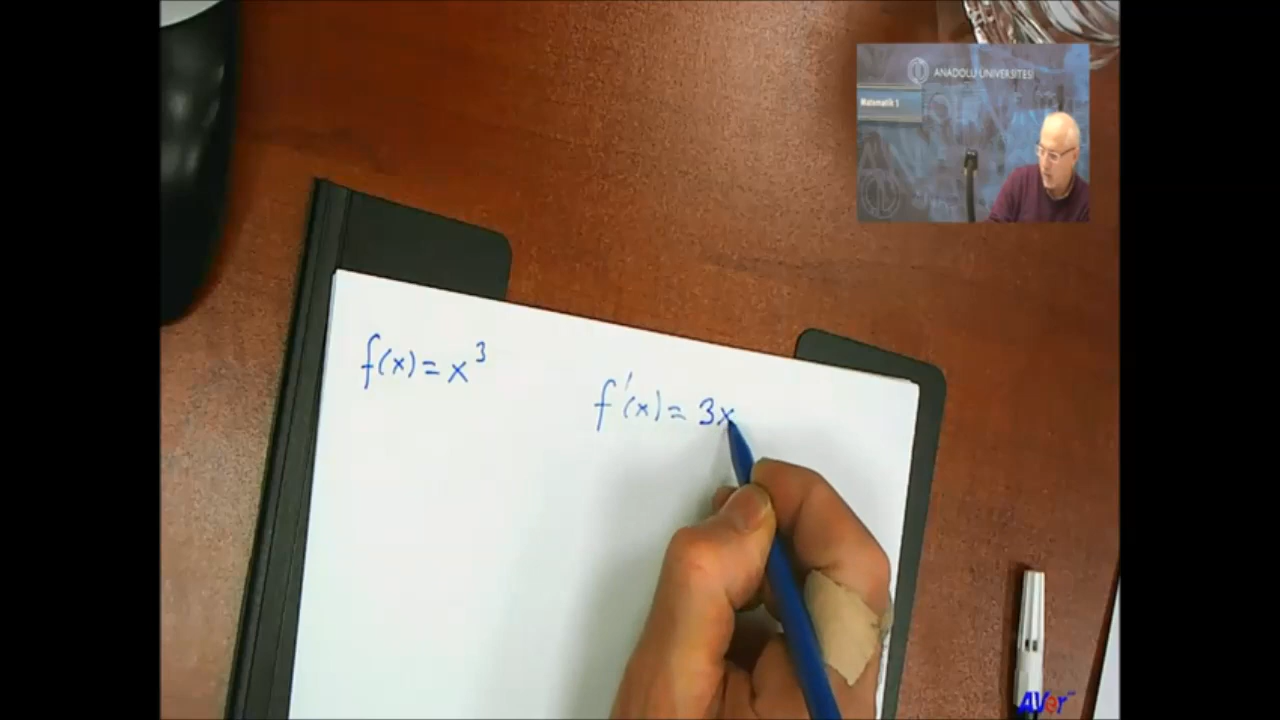 ANADOLU ÜNİVERSİTESİ
Matematik 1
f(x) = x³
f'(x) = 3x
AVer